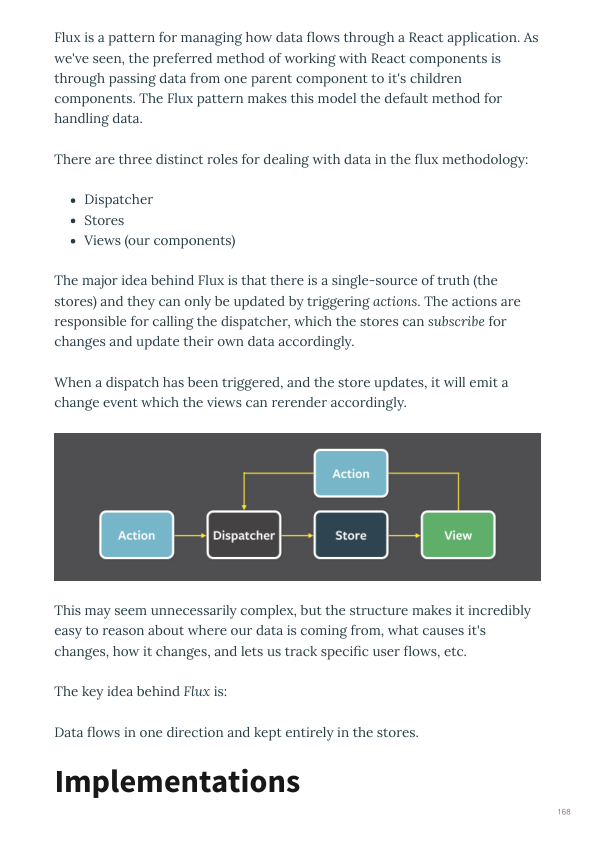 Flux is a pattern for managing how data flows through a React application. As
we've seen, the preferred method of working with React components is
through passing data from one parent component to it's children
components. The Flux pattern makes this model the default method for
handling data.
There are three distinct roles for dealing with data in the flux methodology:
• Dispatcher
• Stores
• Views (our components)
The major idea behind Flux is that there is a single-source of truth (the
stores) and they can only be updated by triggering actions. The actions are
responsible for calling the dispatcher, which the stores can subscribe for
changes and update their own data accordingly.
When a dispatch has been triggered, and the store updates, it will emit a
change event which the views can rerender accordingly.
Action
Action Dispatcher Store View
This may seem unnecessarily complex, but the structure makes it incredibly
easy to reason about where our data is coming from, what causes it's
changes, how it changes, and lets us track specific user flows, etc.
The key idea behind Flux is:
Data flows in one direction and kept entirely in the stores.
Implementations
168